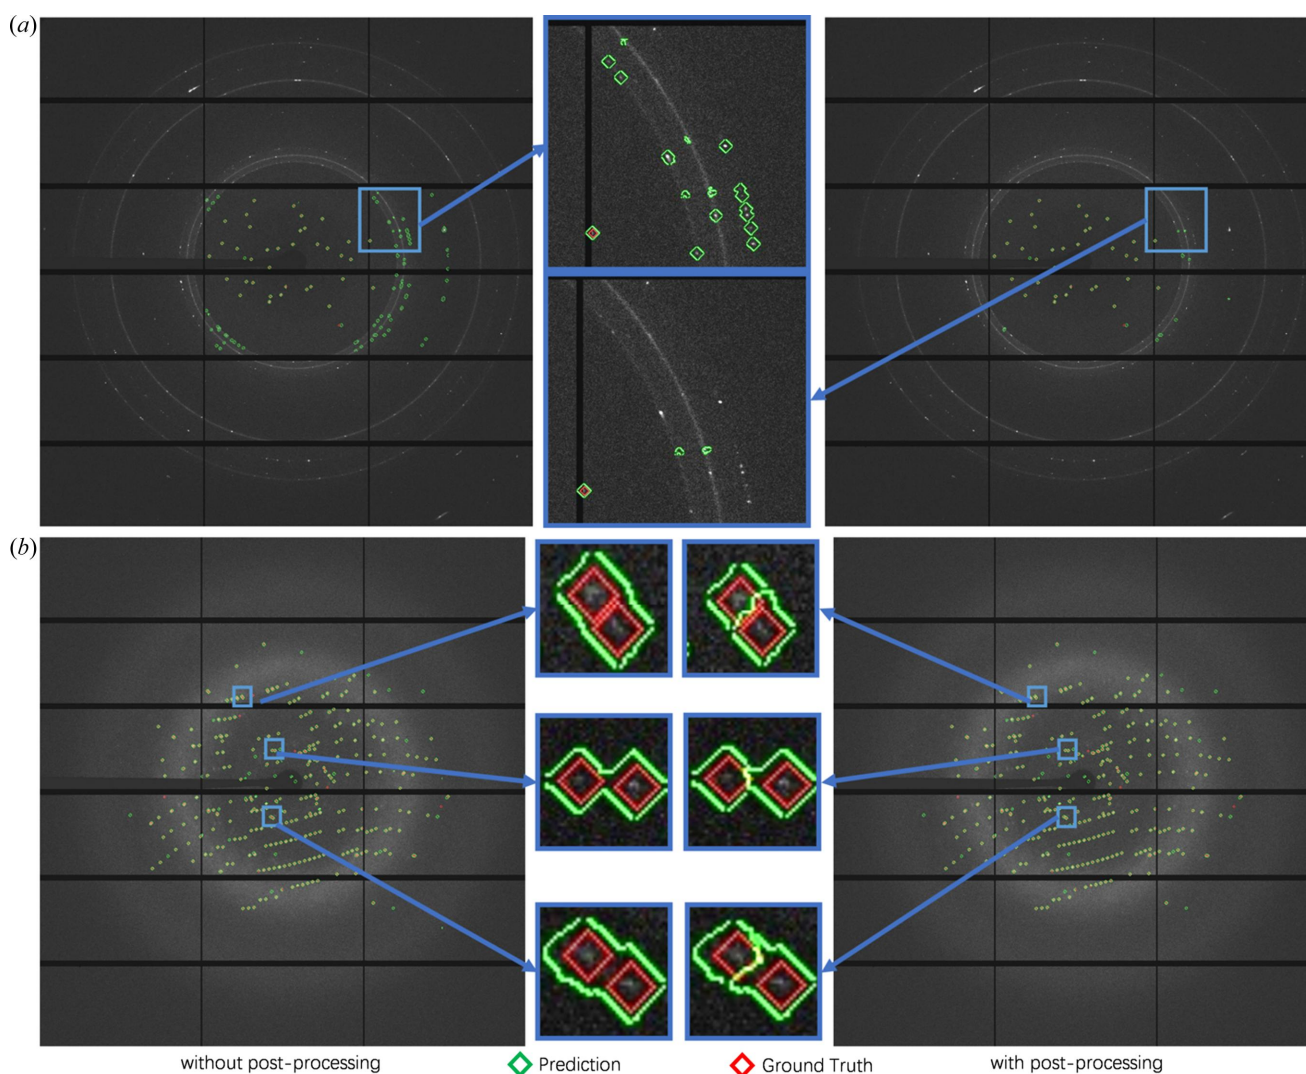 (a)
(b)
without post-processing
Prediction
Ground Truth
with post-processing